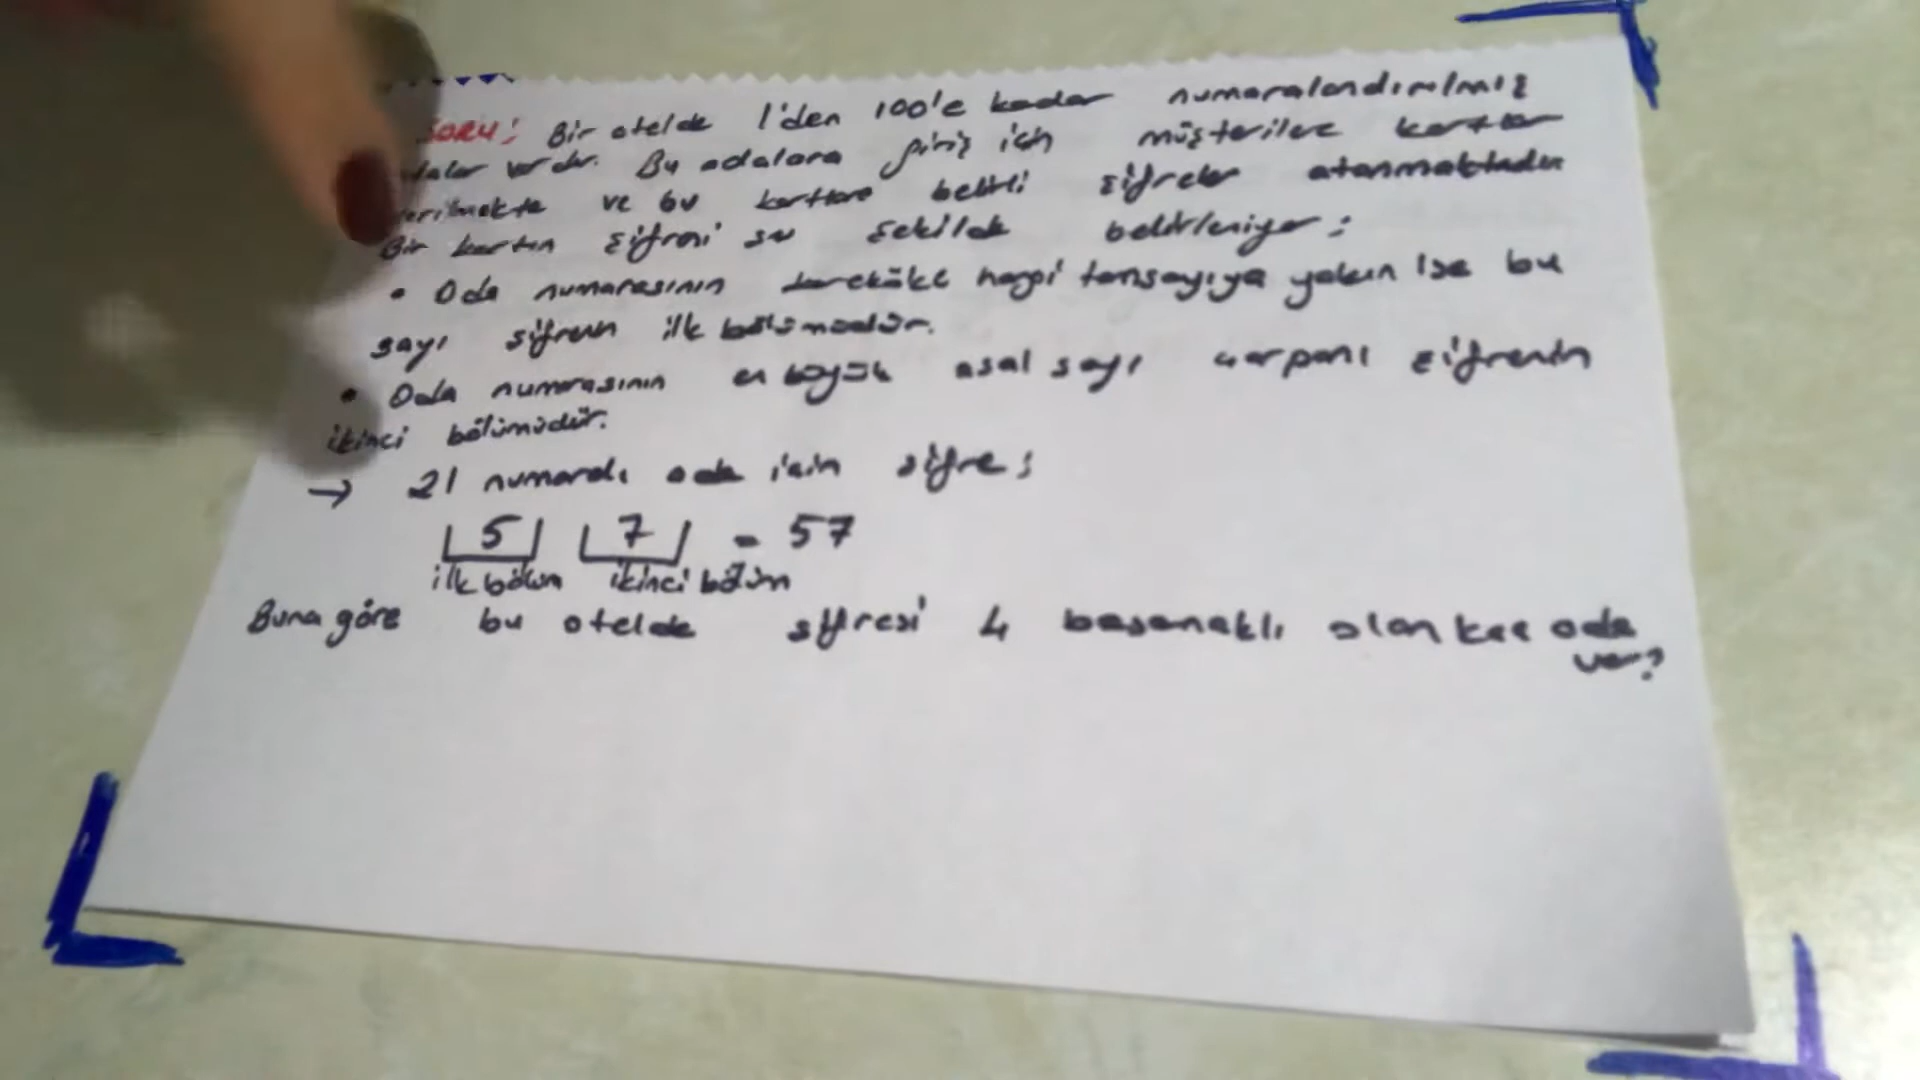 SORU: Bir otelde 1'den 100'e kadar numaralandırılmış
odalar vardır. Bu odalara giriş için müşterilere kartlar
verilmekte ve bu kartlara belirli şifreler atanmaktadır
Bir kartın şifresi şu şekilde belirleniyor:
• Oda numarasının karekökü hangi tamsayıya yakın ise bu
sayı şifrenin ilk bölümüdür.
• Oda numarasının en büyük asal sayı çarpanı şifrenin
ikinci bölümüdür.
→ 21 numaralı oda için şifre:
5 7 = 57
ilk bölüm ikinci bölüm
Buna göre bu otelde şifresi 4 basamaklı olan kaç oda
var?